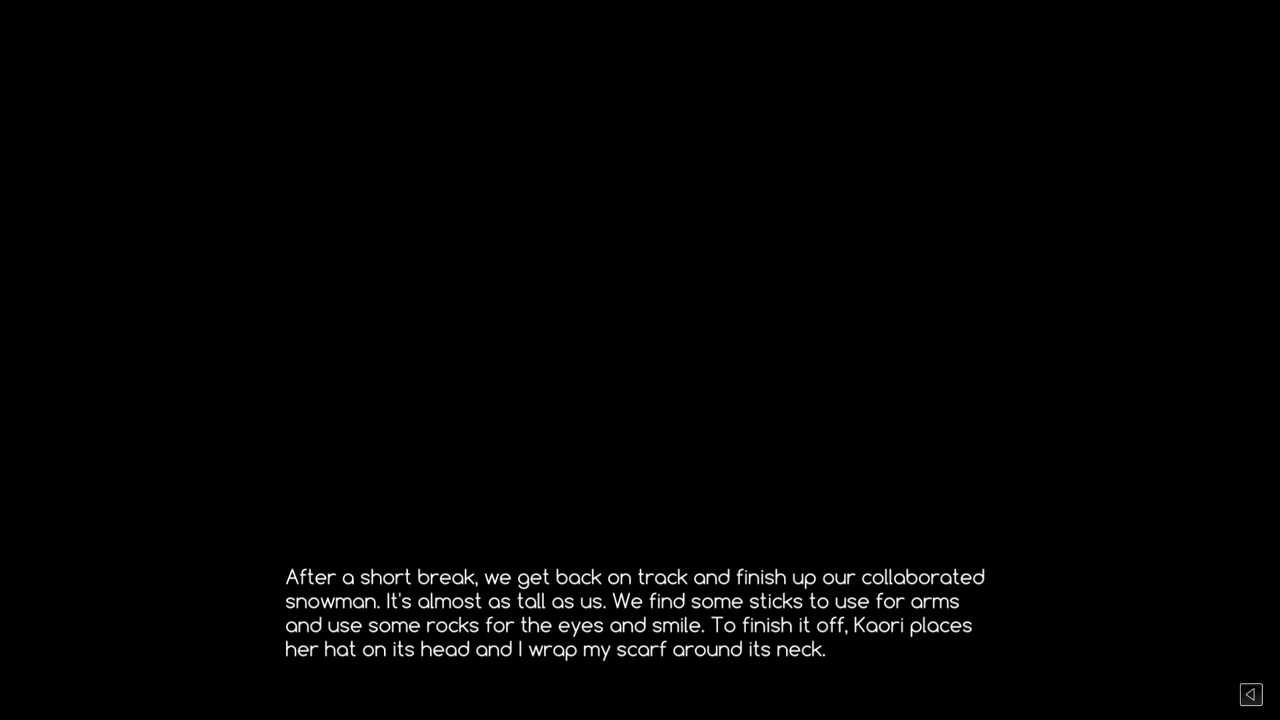 After a short break, we get back on track and finish up our collaborated
snowman. It's almost as tall as us. We find some sticks to use for arms
and use some rocks for the eyes and smile. To finish it off, Kaori places
her hat on its head and I wrap my scarf around its neck.